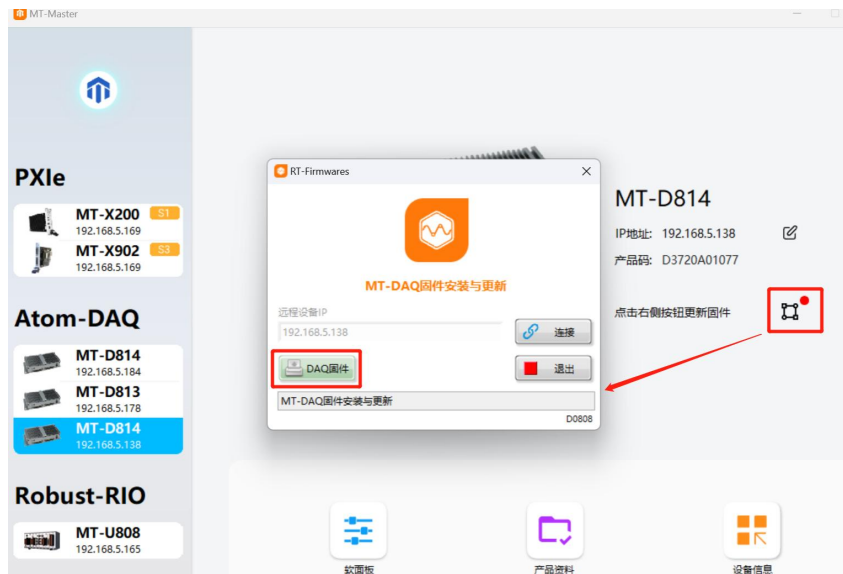 MT-Master
PXIe
MT-X200 S1
192.168.5.169
MT-X902 S3
192.168.5.169
Atom-DAQ
MT-D814
192.168.5.184
MT-D813
192.168.5.178
MT-D814
192.168.5.138
Robust-RIO
MT-U808
192.168.5.165
RT-Firmwares
MT-DAQ固件安装与更新
远程设备IP
192.168.5.138
连接
DAQ固件
退出
MT-DAQ固件安装与更新
D0808
MT-D814
IP地址: 192.168.5.138
产品码: D3720A01077
点击右侧按钮更新固件
软面板
产品资料
设备信息